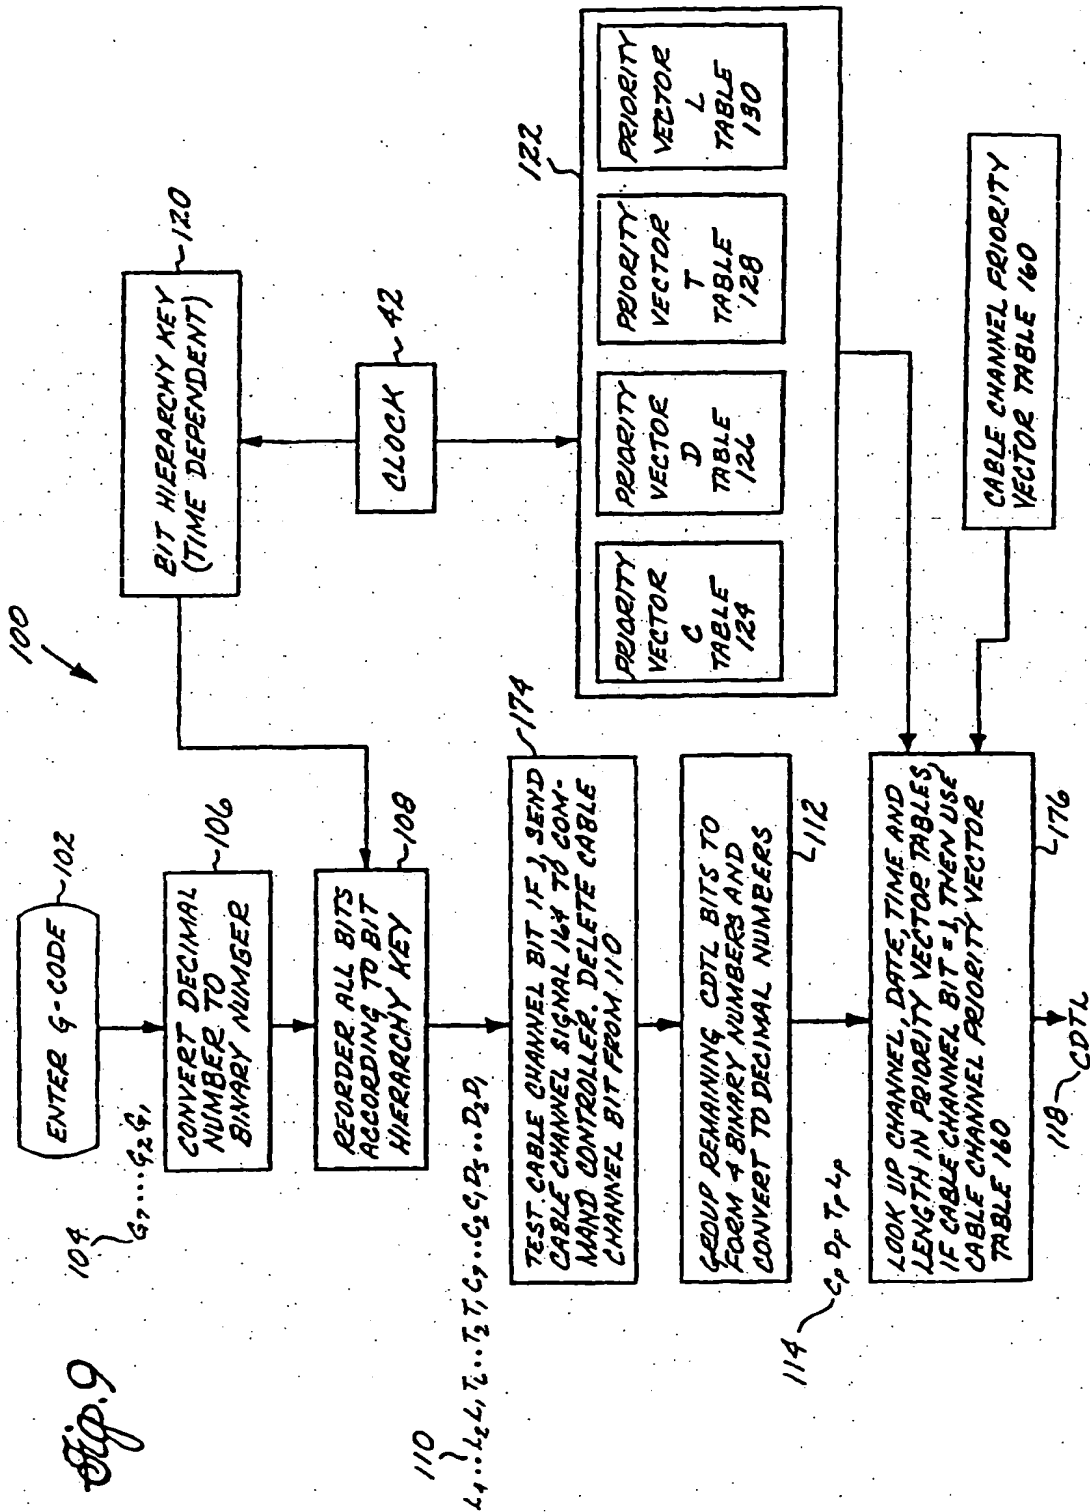 Fig. 9
100
ENTER G-CODE
102
104
G7....G2G1
CONVERT DECIMAL
NUMBER TO
BINARY NUMBER
106
REORDER ALL BITS
ACCORDING TO BIT
HIERARCHY KEY
108
BIT HIERARCHY KEY
(TIME DEPENDENT)
120
CLOCK
42
122
PRIORITY
VECTOR
C
TABLE
124
PRIORITY
VECTOR
D
TABLE
126
PRIORITY
VECTOR
T
TABLE
128
PRIORITY
VECTOR
L
TABLE
130
110
L4..L2L1T6..T2T1C7..C2C1D5..D2D1
TEST CABLE CHANNEL BIT IF 1, SEND
CABLE CHANNEL SIGNAL 164 TO COM-
MAND CONTROLLER. DELETE CABLE
CHANNEL BIT FROM 110
174
GROUP REMAINING CDTL BITS TO
FORM 4 BINARY NUMBERS AND
CONVERT TO DECIMAL NUMBERS
112
114
CpDpTpLp
LOOK UP CHANNEL, DATE, TIME AND
LENGTH IN PRIORITY VECTOR TABLES,
IF CABLE CHANNEL BIT = 1, THEN USE
CABLE CHANNEL PRIORITY VECTOR
TABLE 160
176
CABLE CHANNEL PRIORITY
VECTOR TABLE 160
118
CDTL